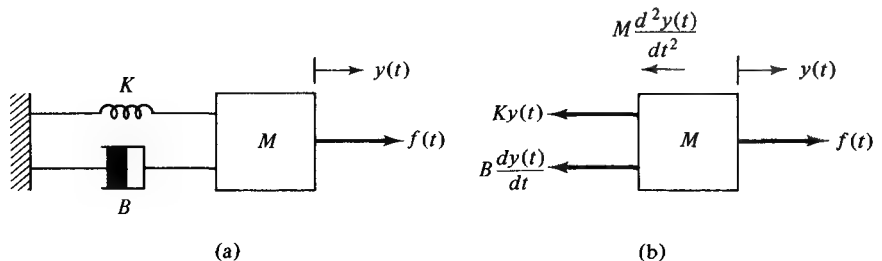 K
B
M
y(t)
f(t)
(a)
M d²y(t)/dt²
Ky(t)
B dy(t)/dt
M
y(t)
f(t)
(b)